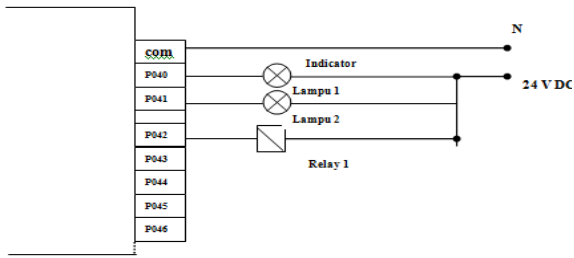 N
com
Indicator
P040
24 V DC
Lampu 1
P041
Lampu 2
P042
Relay 1
P043
P044
P045
P046